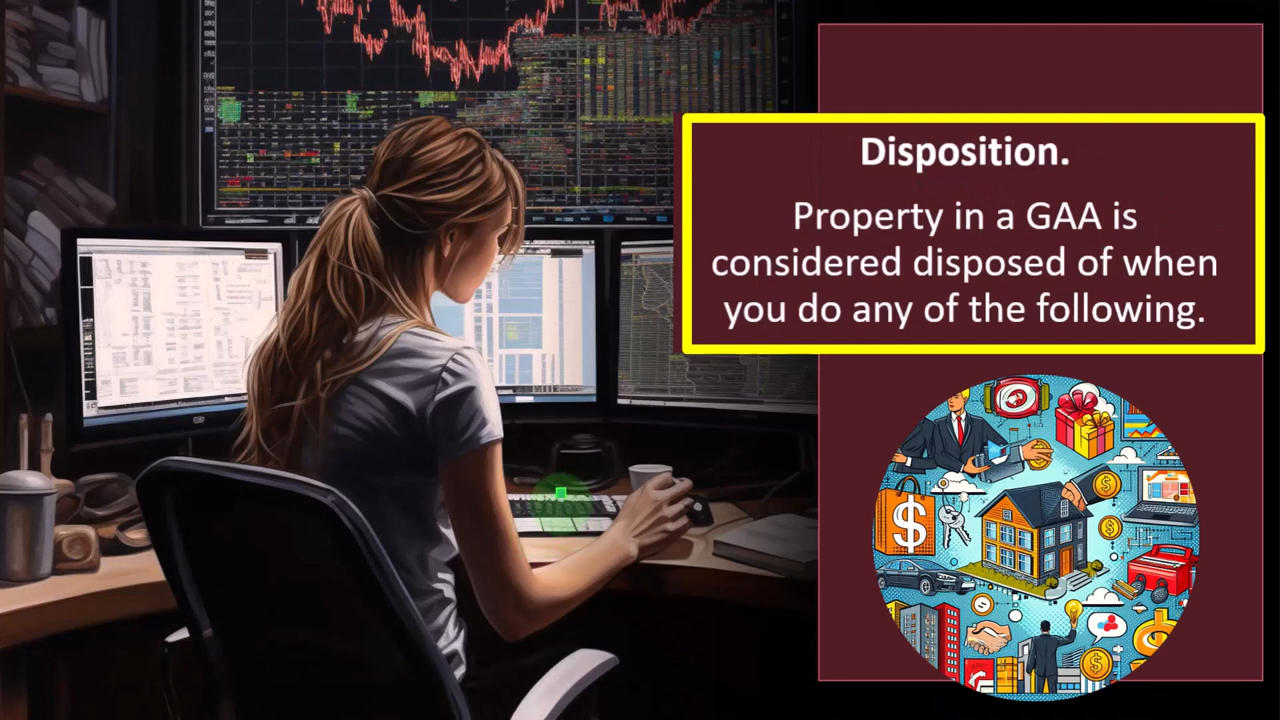 Disposition.
Property in a GAA is
considered disposed of when
you do any of the following.